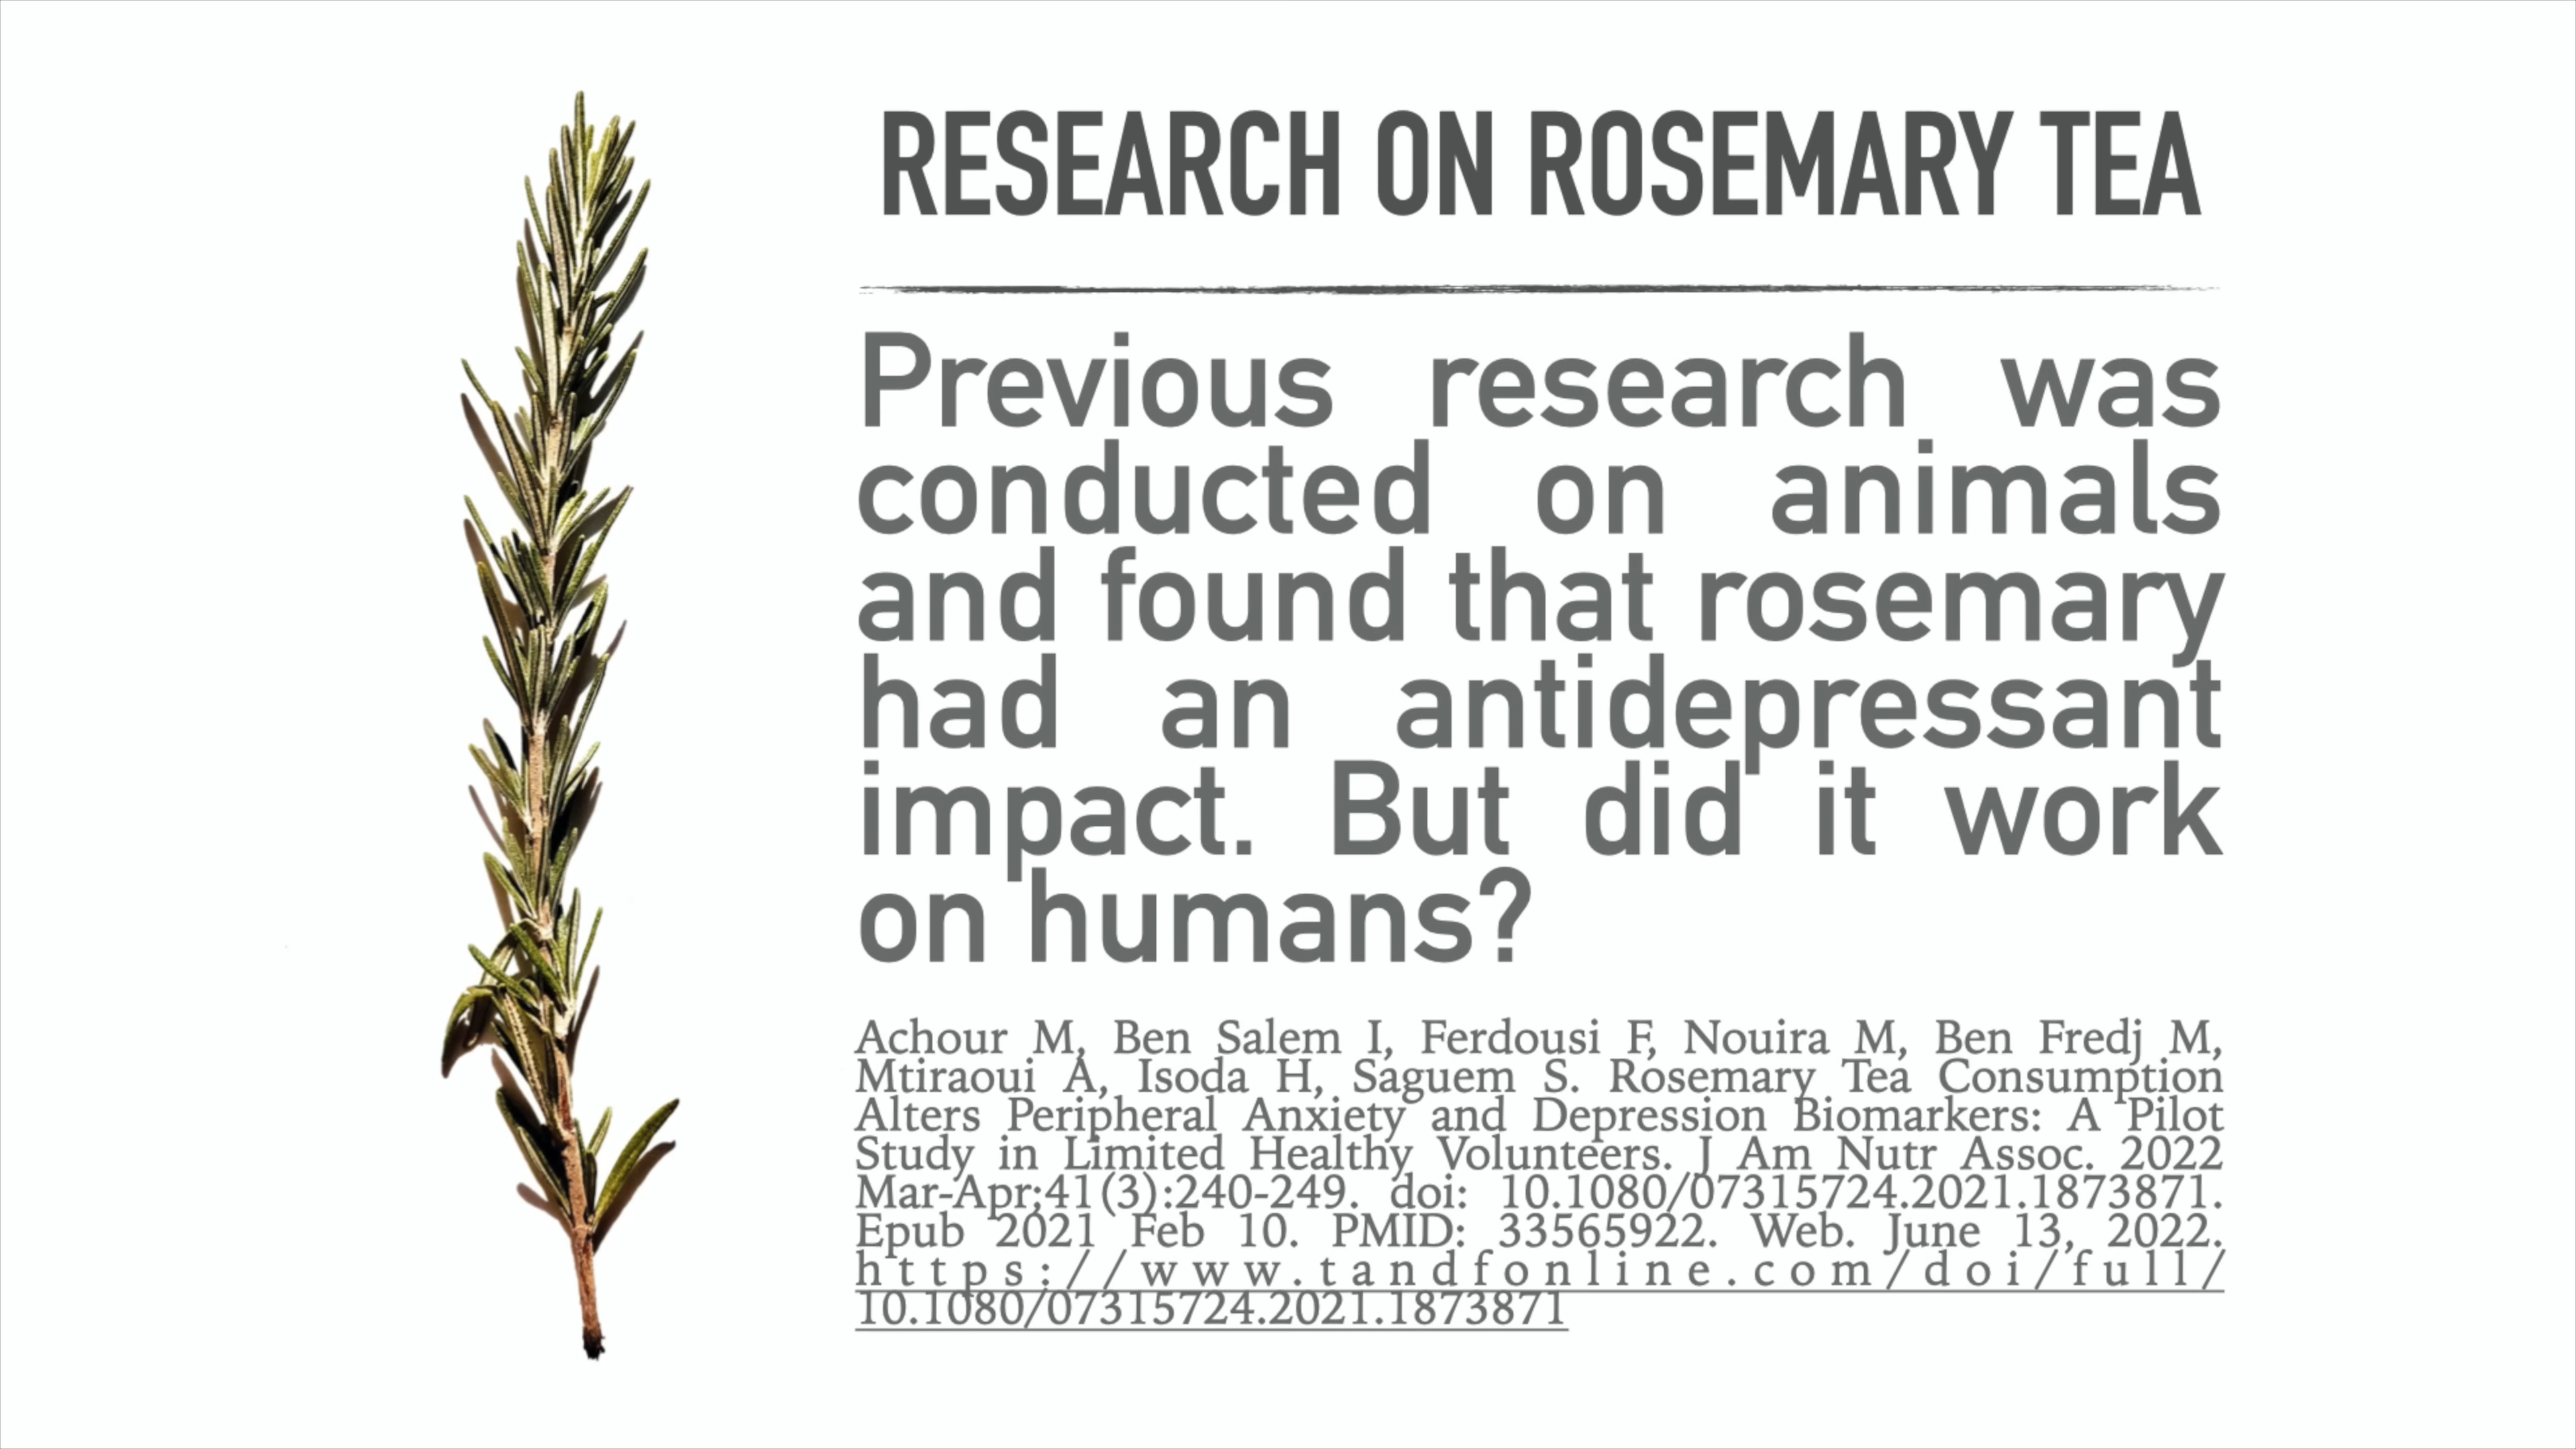 RESEARCH ON ROSEMARY TEA
Previous research was
conducted on animals
and found that rosemary
had an antidepressant
impact. But did it work
on humans?
Achour M, Ben Salem I, Ferdousi F, Nouira M, Ben Fredj M,
Mtiraoui A, Isoda H, Saguem S. Rosemary Tea Consumption
Alters Peripheral Anxiety and Depression Biomarkers: A Pilot
Study in Limited Healthy Volunteers. J Am Nutr Assoc. 2022
Mar-Apr;41(3):240-249. doi: 10.1080/07315724.2021.1873871.
Epub 2021 Feb 10. PMID: 33565922. Web. June 13, 2022.
https://www.tandfonline.com/doi/full/
10.1080/07315724.2021.1873871